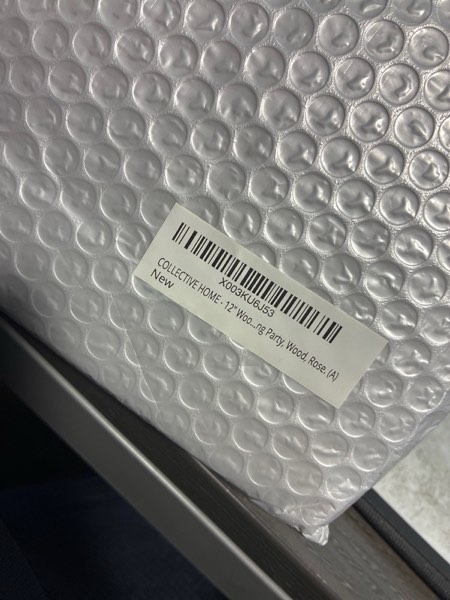 X003KU6J53
COLLECTIVE HOME - 12" Woo...ng Party, Wood, Rose, (A)
New